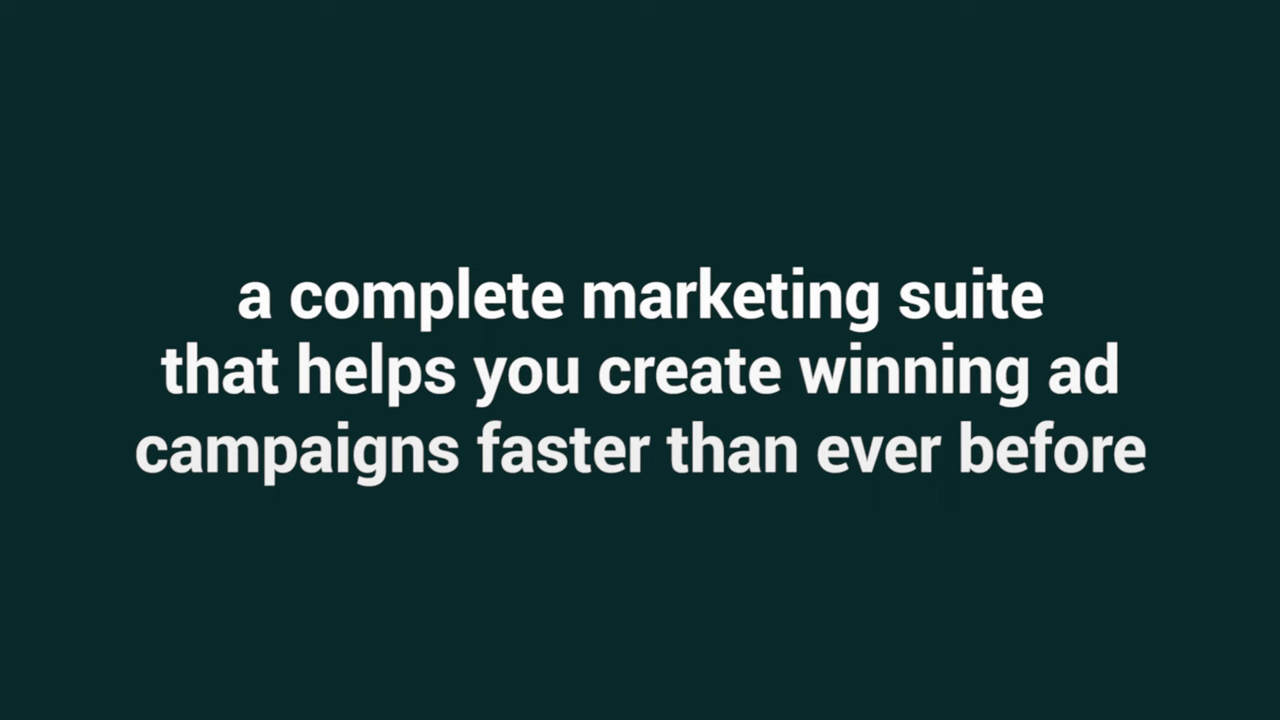 a complete marketing suite
that helps you create winning ad
campaigns faster than ever before